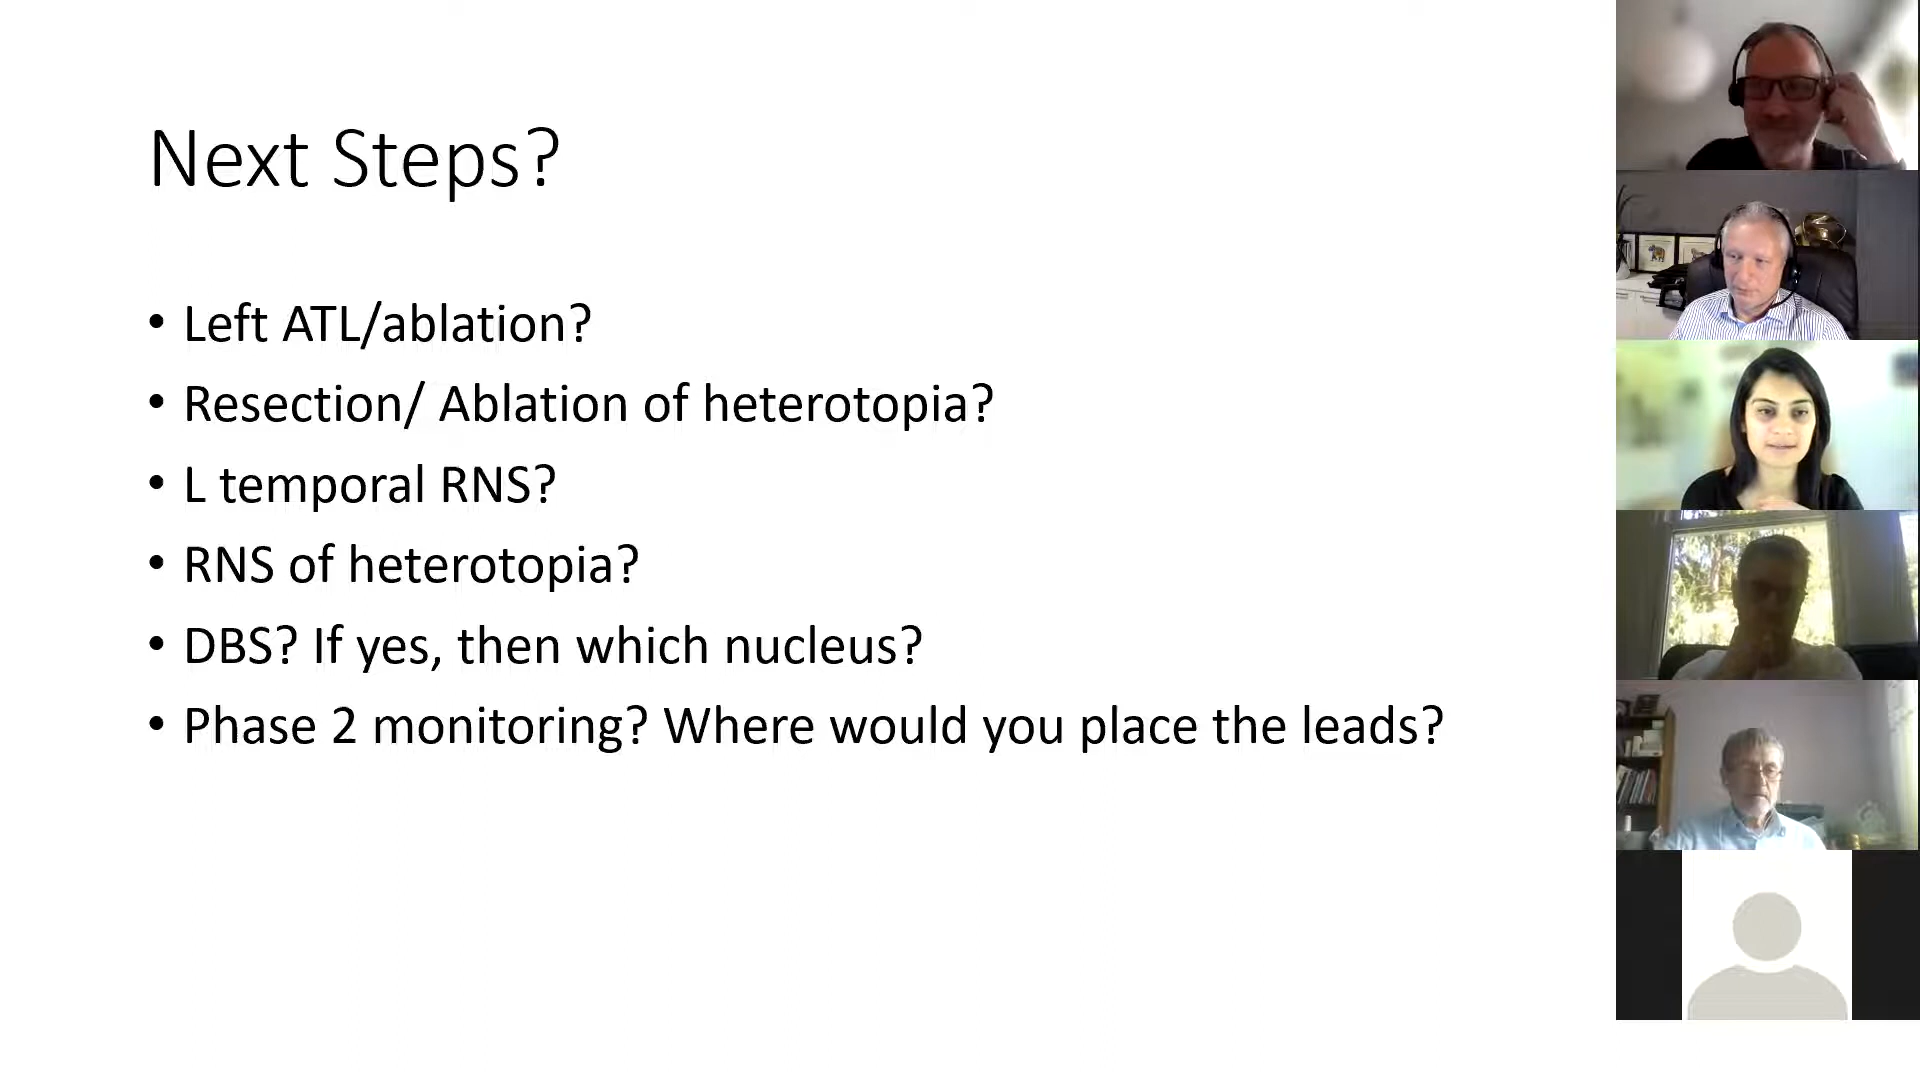 Next Steps?
• Left ATL/ablation?
• Resection/ Ablation of heterotopia?
• L temporal RNS?
• RNS of heterotopia?
• DBS? If yes, then which nucleus?
• Phase 2 monitoring? Where would you place the leads?